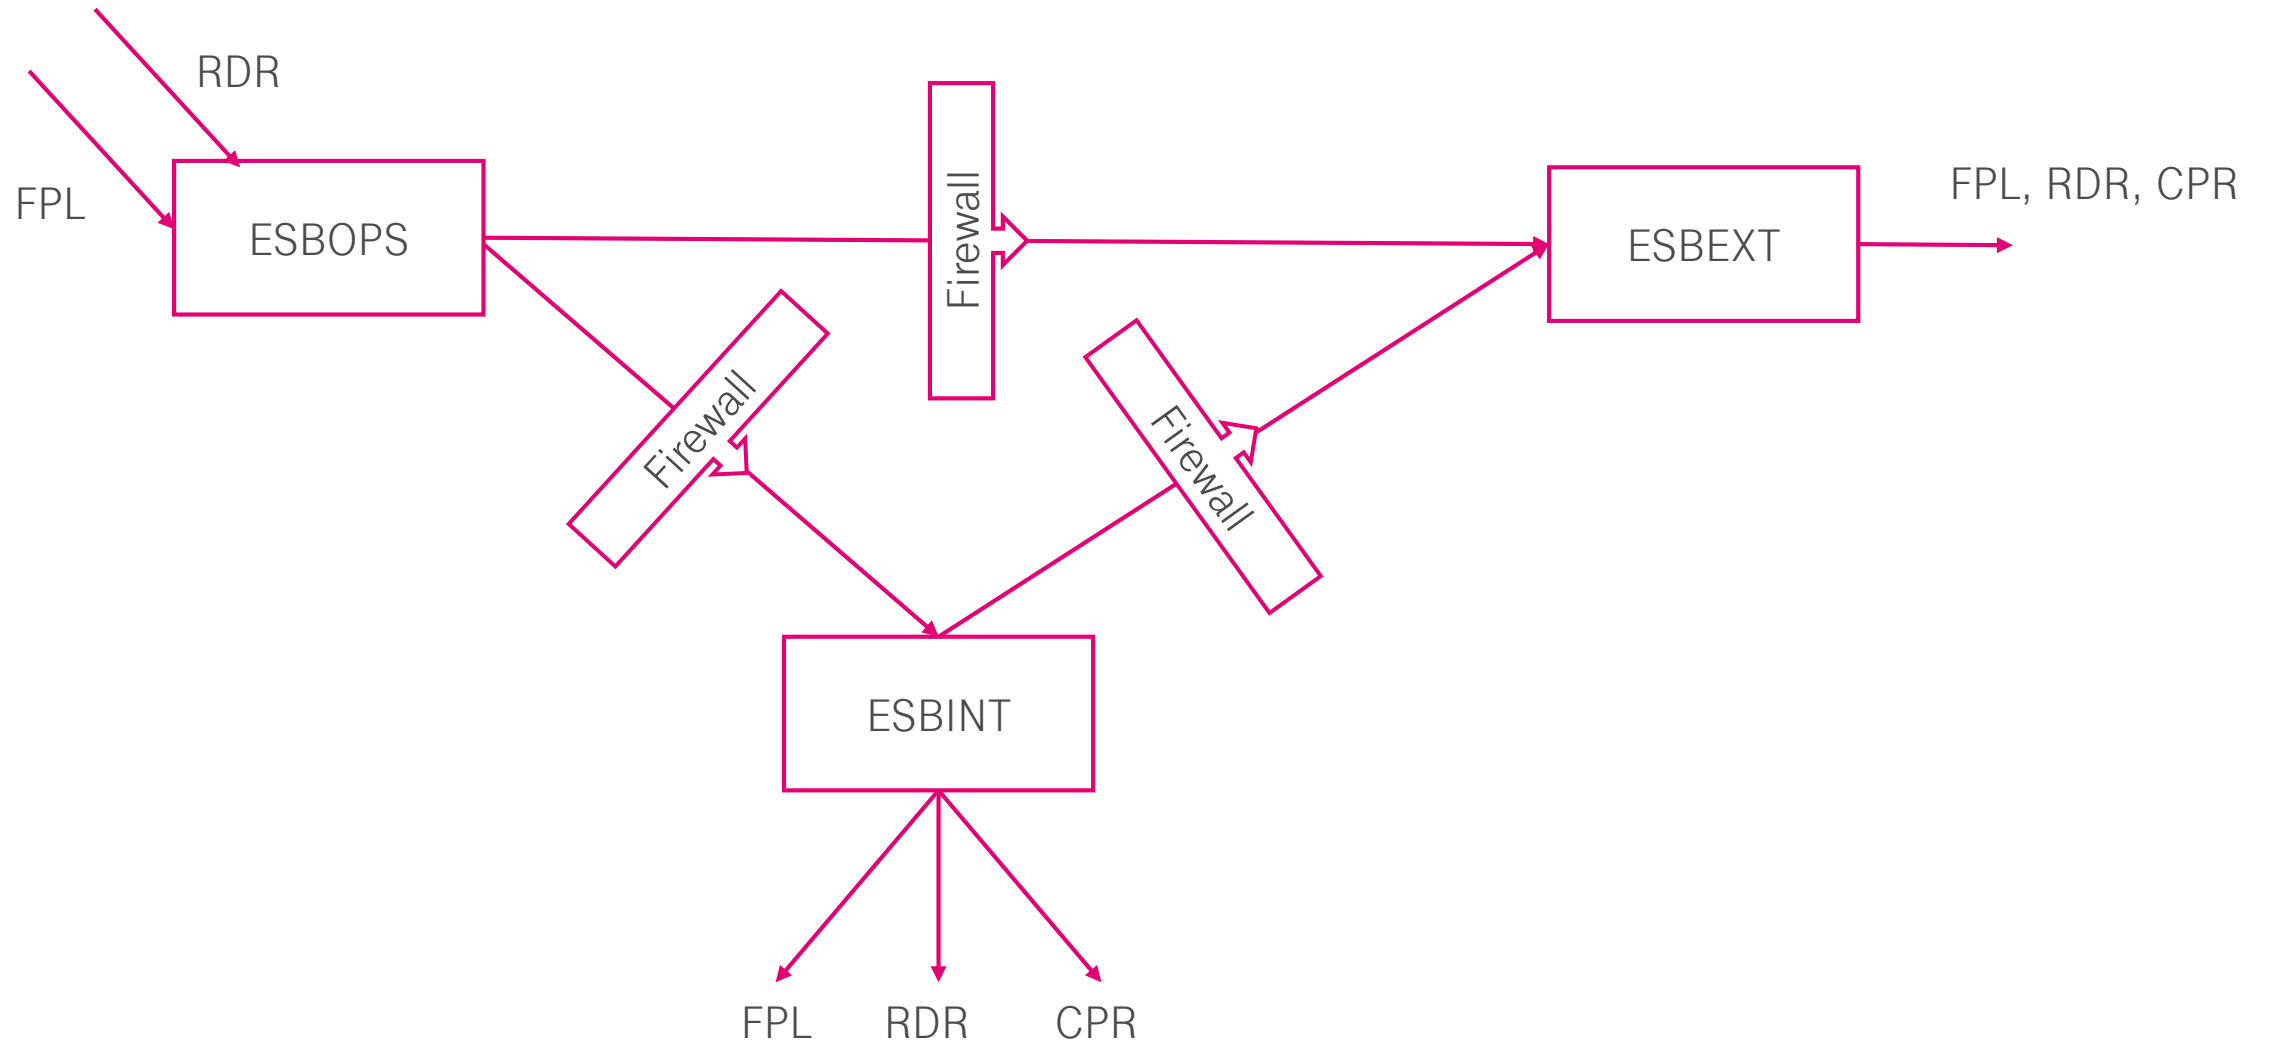 RDR
FPL
ESBOPS
Firewall
ESBEXT
FPL, RDR, CPR
Firewall
Firewall
ESBINT
FPL
RDR
CPR